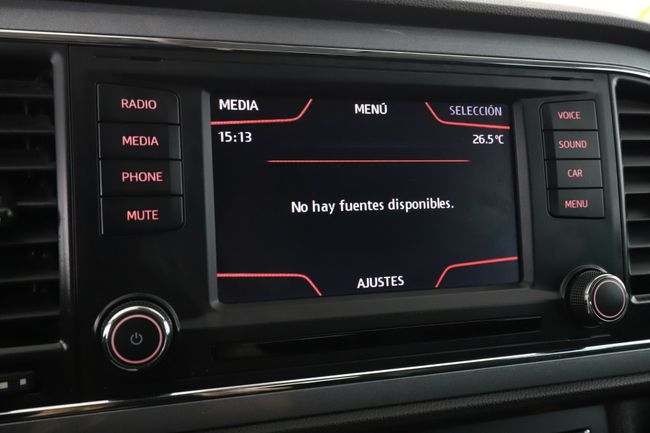 RADIO
MEDIA
PHONE
MUTE
MEDIA MENÚ SELECCIÓN
15:13 26.5°C
No hay fuentes disponibles.
AJUSTES
VOICE
SOUND
CAR
MENU